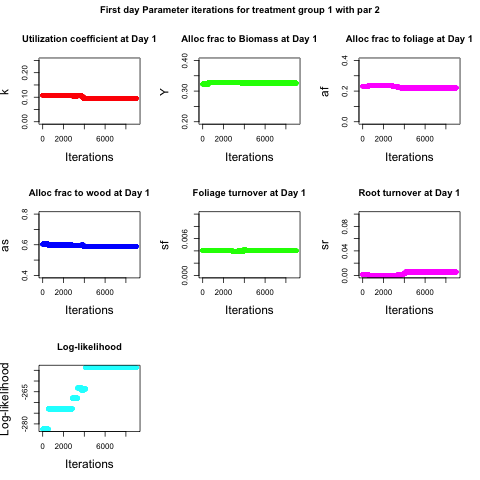 First day Parameter iterations for treatment group 1 with par 2
Utilization coefficient at Day 1
k
0.00 0.10 0.20
0 2000 6000
Iterations
Alloc frac to Biomass at Day 1
Y
0.20 0.30 0.40
0 2000 6000
Iterations
Alloc frac to foliage at Day 1
af
0.0 0.2 0.4
0 2000 6000
Iterations
Alloc frac to wood at Day 1
as
0.4 0.6 0.8
0 2000 6000
Iterations
Foliage turnover at Day 1
sf
0.000 0.006
0 2000 6000
Iterations
Root turnover at Day 1
sr
0.00 0.04 0.08
0 2000 6000
Iterations
Log-likelihood
Log-likelihood
-280 -265
0 2000 6000
Iterations